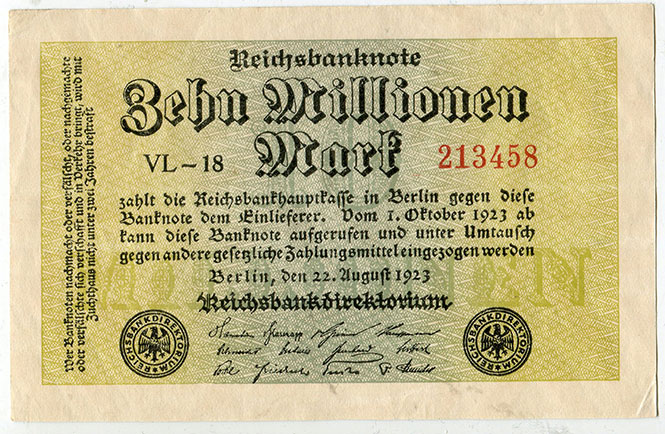 Reichsbanknote
Zehn Millionen
Mark
VL-18
213458
zahlt die Reichsbankhauptkasse in Berlin gegen diese
Banknote dem Einlieferer. Vom 1. Oktober 1923 ab
kann diese Banknote aufgerufen und unter Umtausch
gegen andere gesetzliche Zahlungsmittel eingezogen werden
Berlin, den 22. August 1923
Reichsbankdirektorium
REICHSBANKDIREKTORIUM
REICHSBANKDIREKTORIUM
Wer Banknoten nachmacht oder verfälscht, oder nachgemachte
oder verfälschte sich verschafft und in Verkehr bringt, wird mit
Zuchthaus nicht unter zwei Jahren bestraft